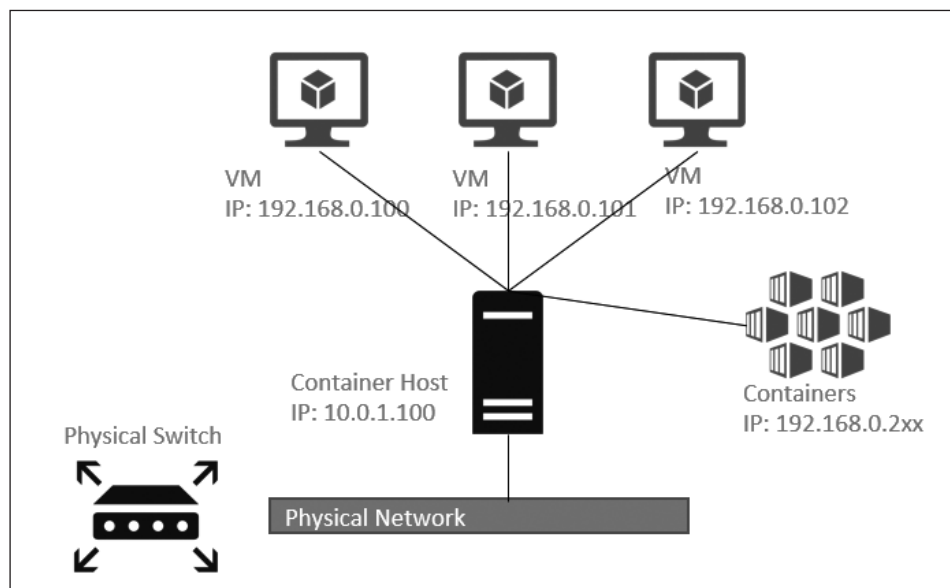 VM
IP: 192.168.0.100
VM
IP: 192.168.0.101
VM
IP: 192.168.0.102
Container Host
IP: 10.0.1.100
Containers
IP: 192.168.0.2xx
Physical Switch
Physical Network